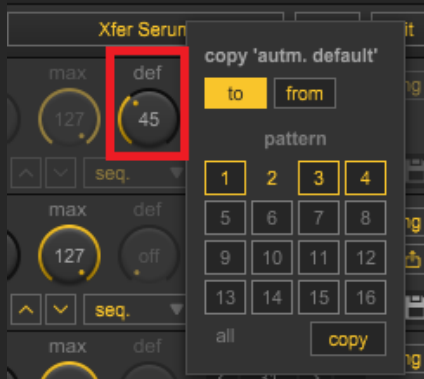 Xfer Serum
it
max def
127 45
seq.
copy 'autm. default'
to from
pattern
1 2 3 4
5 6 7 8
9 10 11 12
13 14 15 16
all copy
max def
127 off
seq.
max def